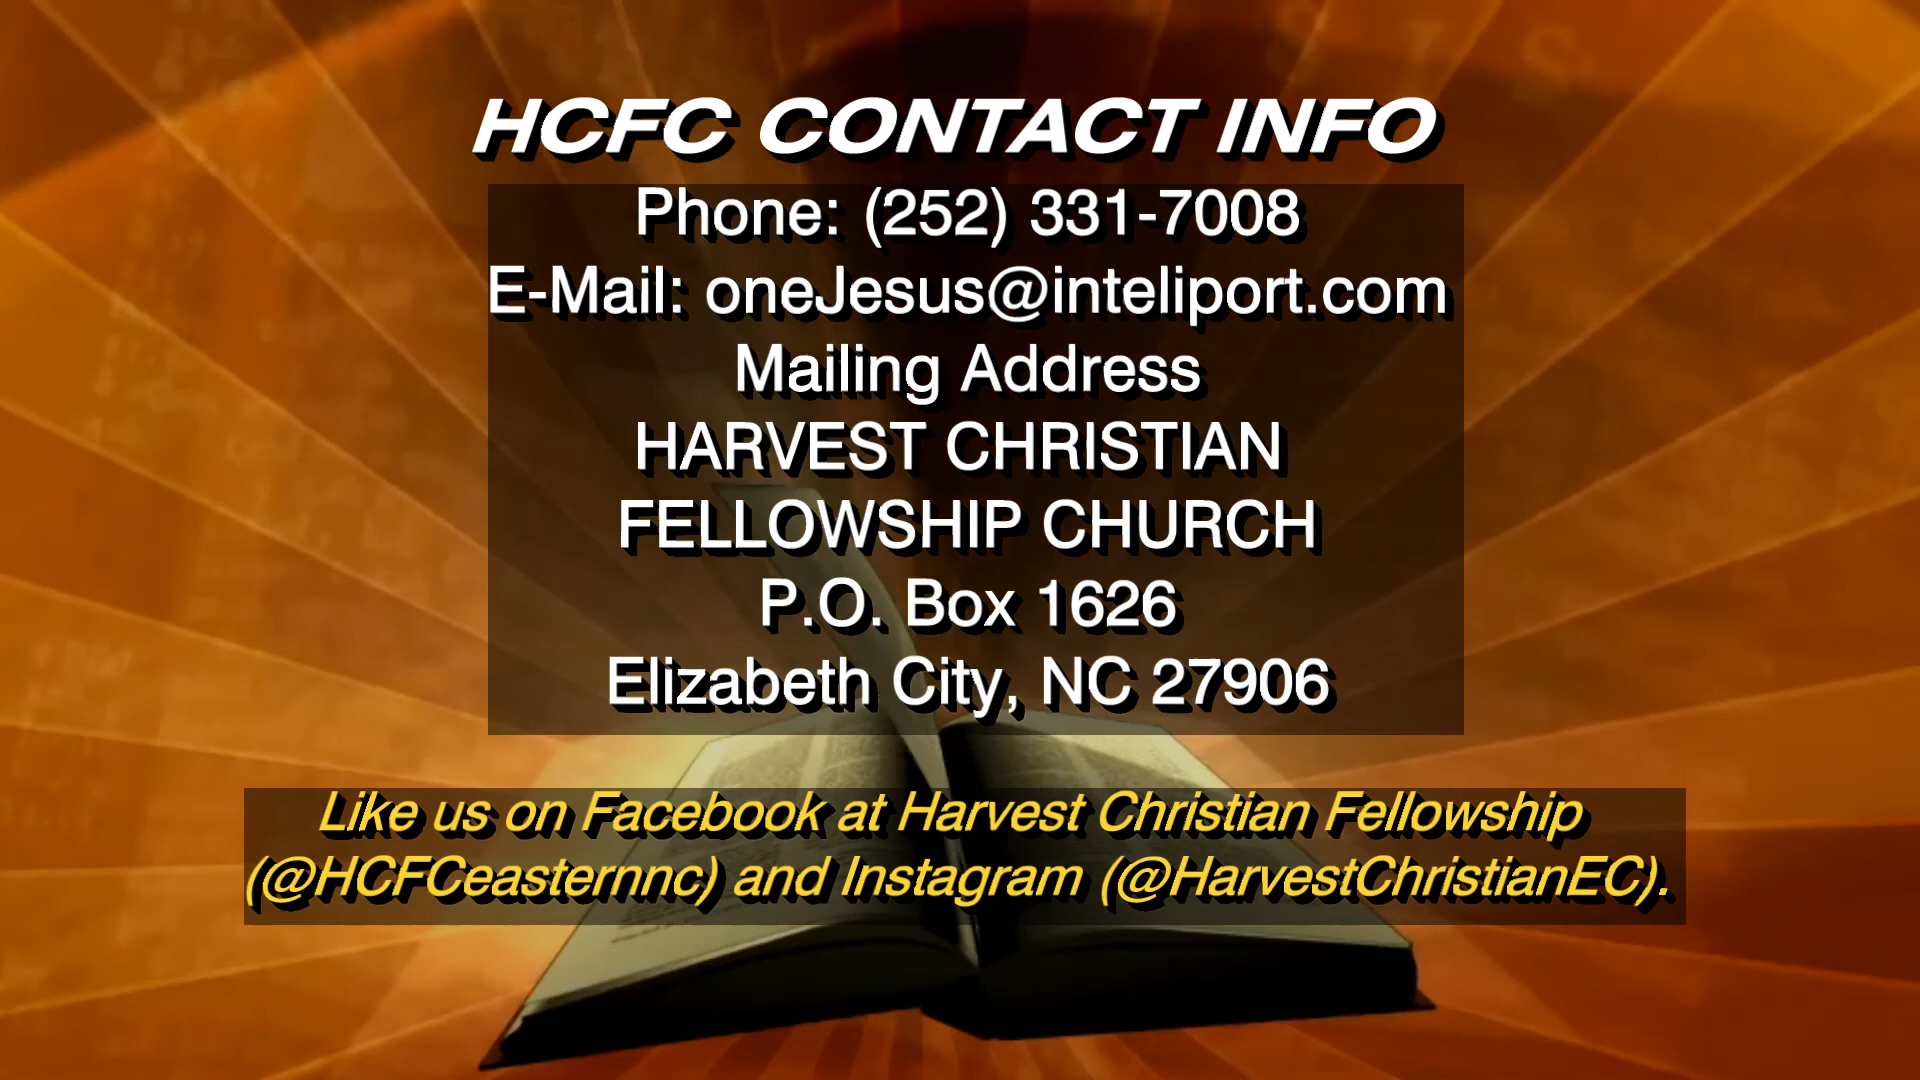 HCFC CONTACT INFO
Phone: (252) 331-7008
E-Mail: oneJesus@inteliport.com
Mailing Address
HARVEST CHRISTIAN
FELLOWSHIP CHURCH
P.O. Box 1626
Elizabeth City, NC 27906
Like us on Facebook at Harvest Christian Fellowship
(@HCFCeasternnc) and Instagram (@HarvestChristianEC).